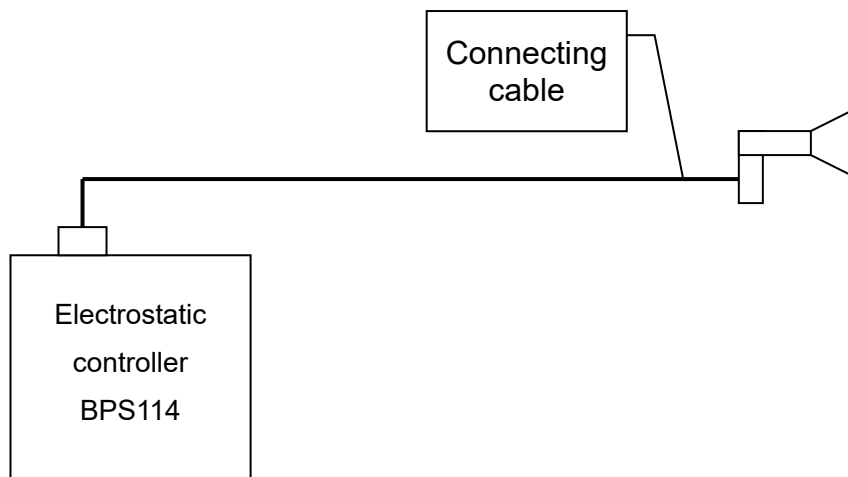 Connecting
cable
Electrostatic
controller
BPS114